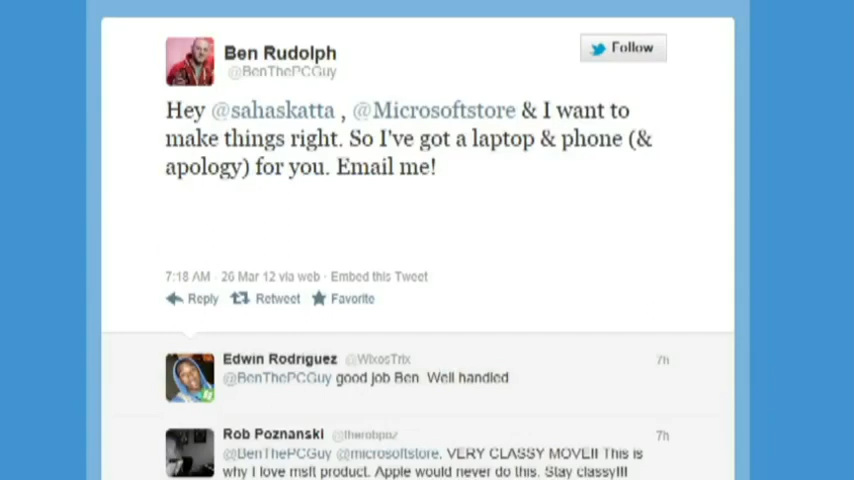 Ben Rudolph
@BenThePCGuy
Follow
Hey @sahaskatta , @Microsoftstore & I want to
make things right. So I've got a laptop & phone (&
apology) for you. Email me!
7:18 AM - 26 Mar 12 via web · Embed this Tweet
Reply Retweet Favorite
Edwin Rodriguez @WixosTrix 7h
@BenThePCGuy good job Ben. Well handled
Rob Poznanski @therobpoz 7h
@BenThePCGuy @microsoftstore. VERY CLASSY MOVE!! This is
why I love msft product. Apple would never do this. Stay classy!!!